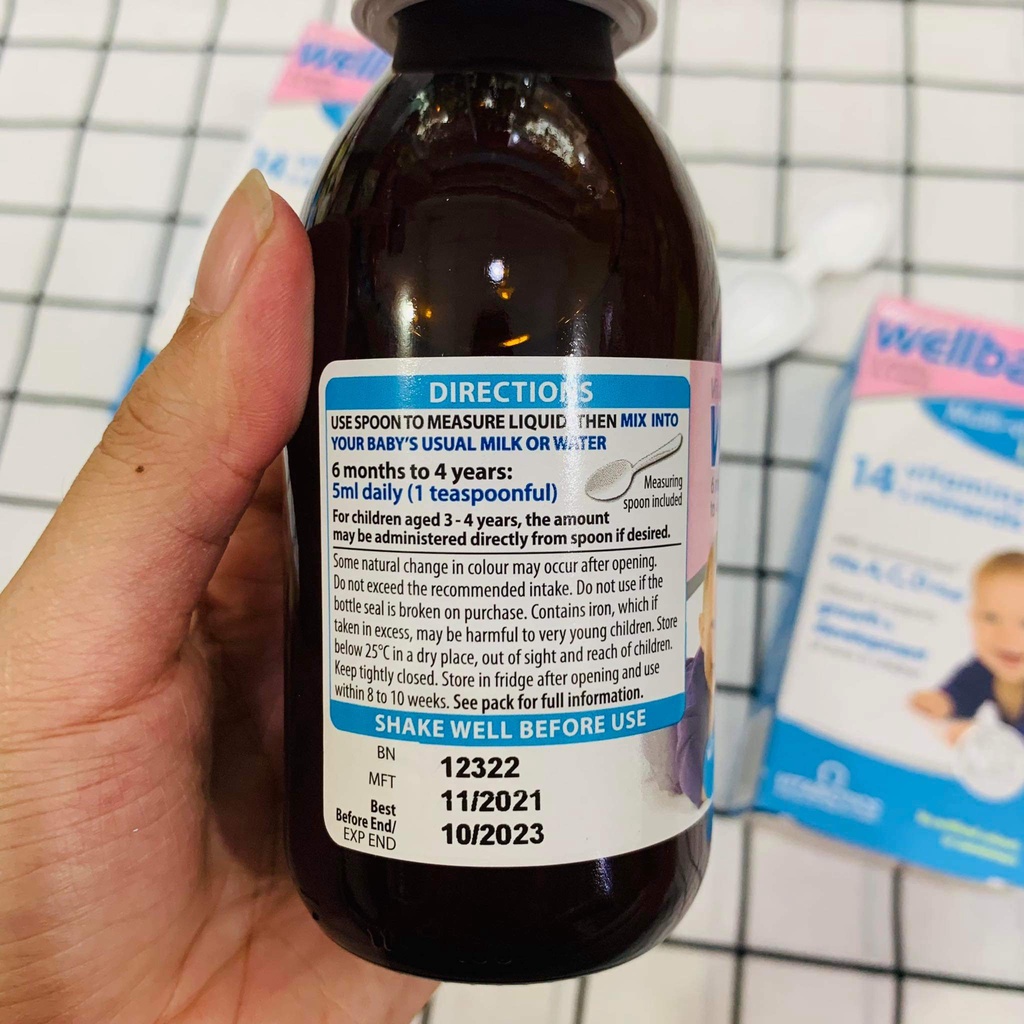 well
14
DIRECTIONS
USE SPOON TO MEASURE LIQUID, THEN MIX INTO
YOUR BABY'S USUAL MILK OR WATER
6 months to 4 years:
5ml daily (1 teaspoonful)
Measuring
spoon included
For children aged 3 - 4 years, the amount
may be administered directly from spoon if desired.
Some natural change in colour may occur after opening.
Do not exceed the recommended intake. Do not use if the
bottle seal is broken on purchase. Contains iron, which if
taken in excess, may be harmful to very young children. Store
below 25°C in a dry place, out of sight and reach of children.
Keep tightly closed. Store in fridge after opening and use
within 8 to 10 weeks. See pack for full information.
SHAKE WELL BEFORE USE
BN 12322
MFT 11/2021
Best
Before End/
EXP END 10/2023
wellba
14 vitamins
& minerals
growth &
development